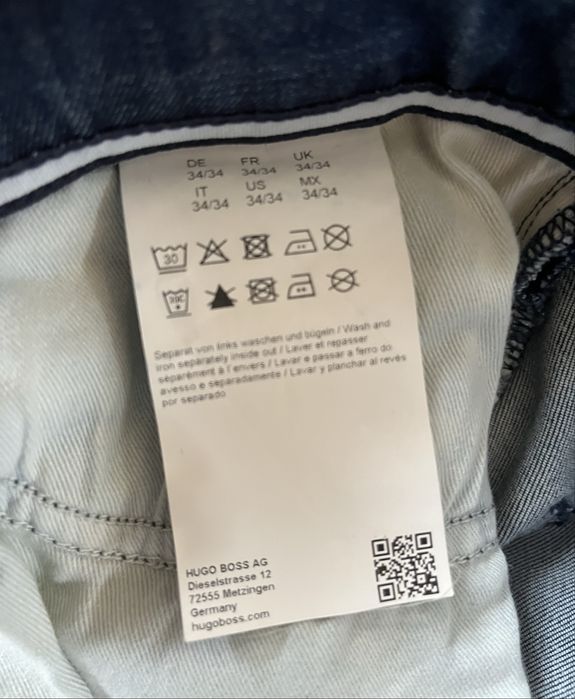 DE FR UK
34/34 34/34 34/34
IT US MX
34/34 34/34 34/34
30
30C
Separat von links waschen und bügeln / Wash and
iron separately inside out / Laver et repasser
séparément à l'envers / Lavar e passar a ferro do
avesso e separadamente / Lavar y planchar al revés
por separado
HUGO BOSS AG
Dieselstrasse 12
72555 Metzingen
Germany
hugoboss.com